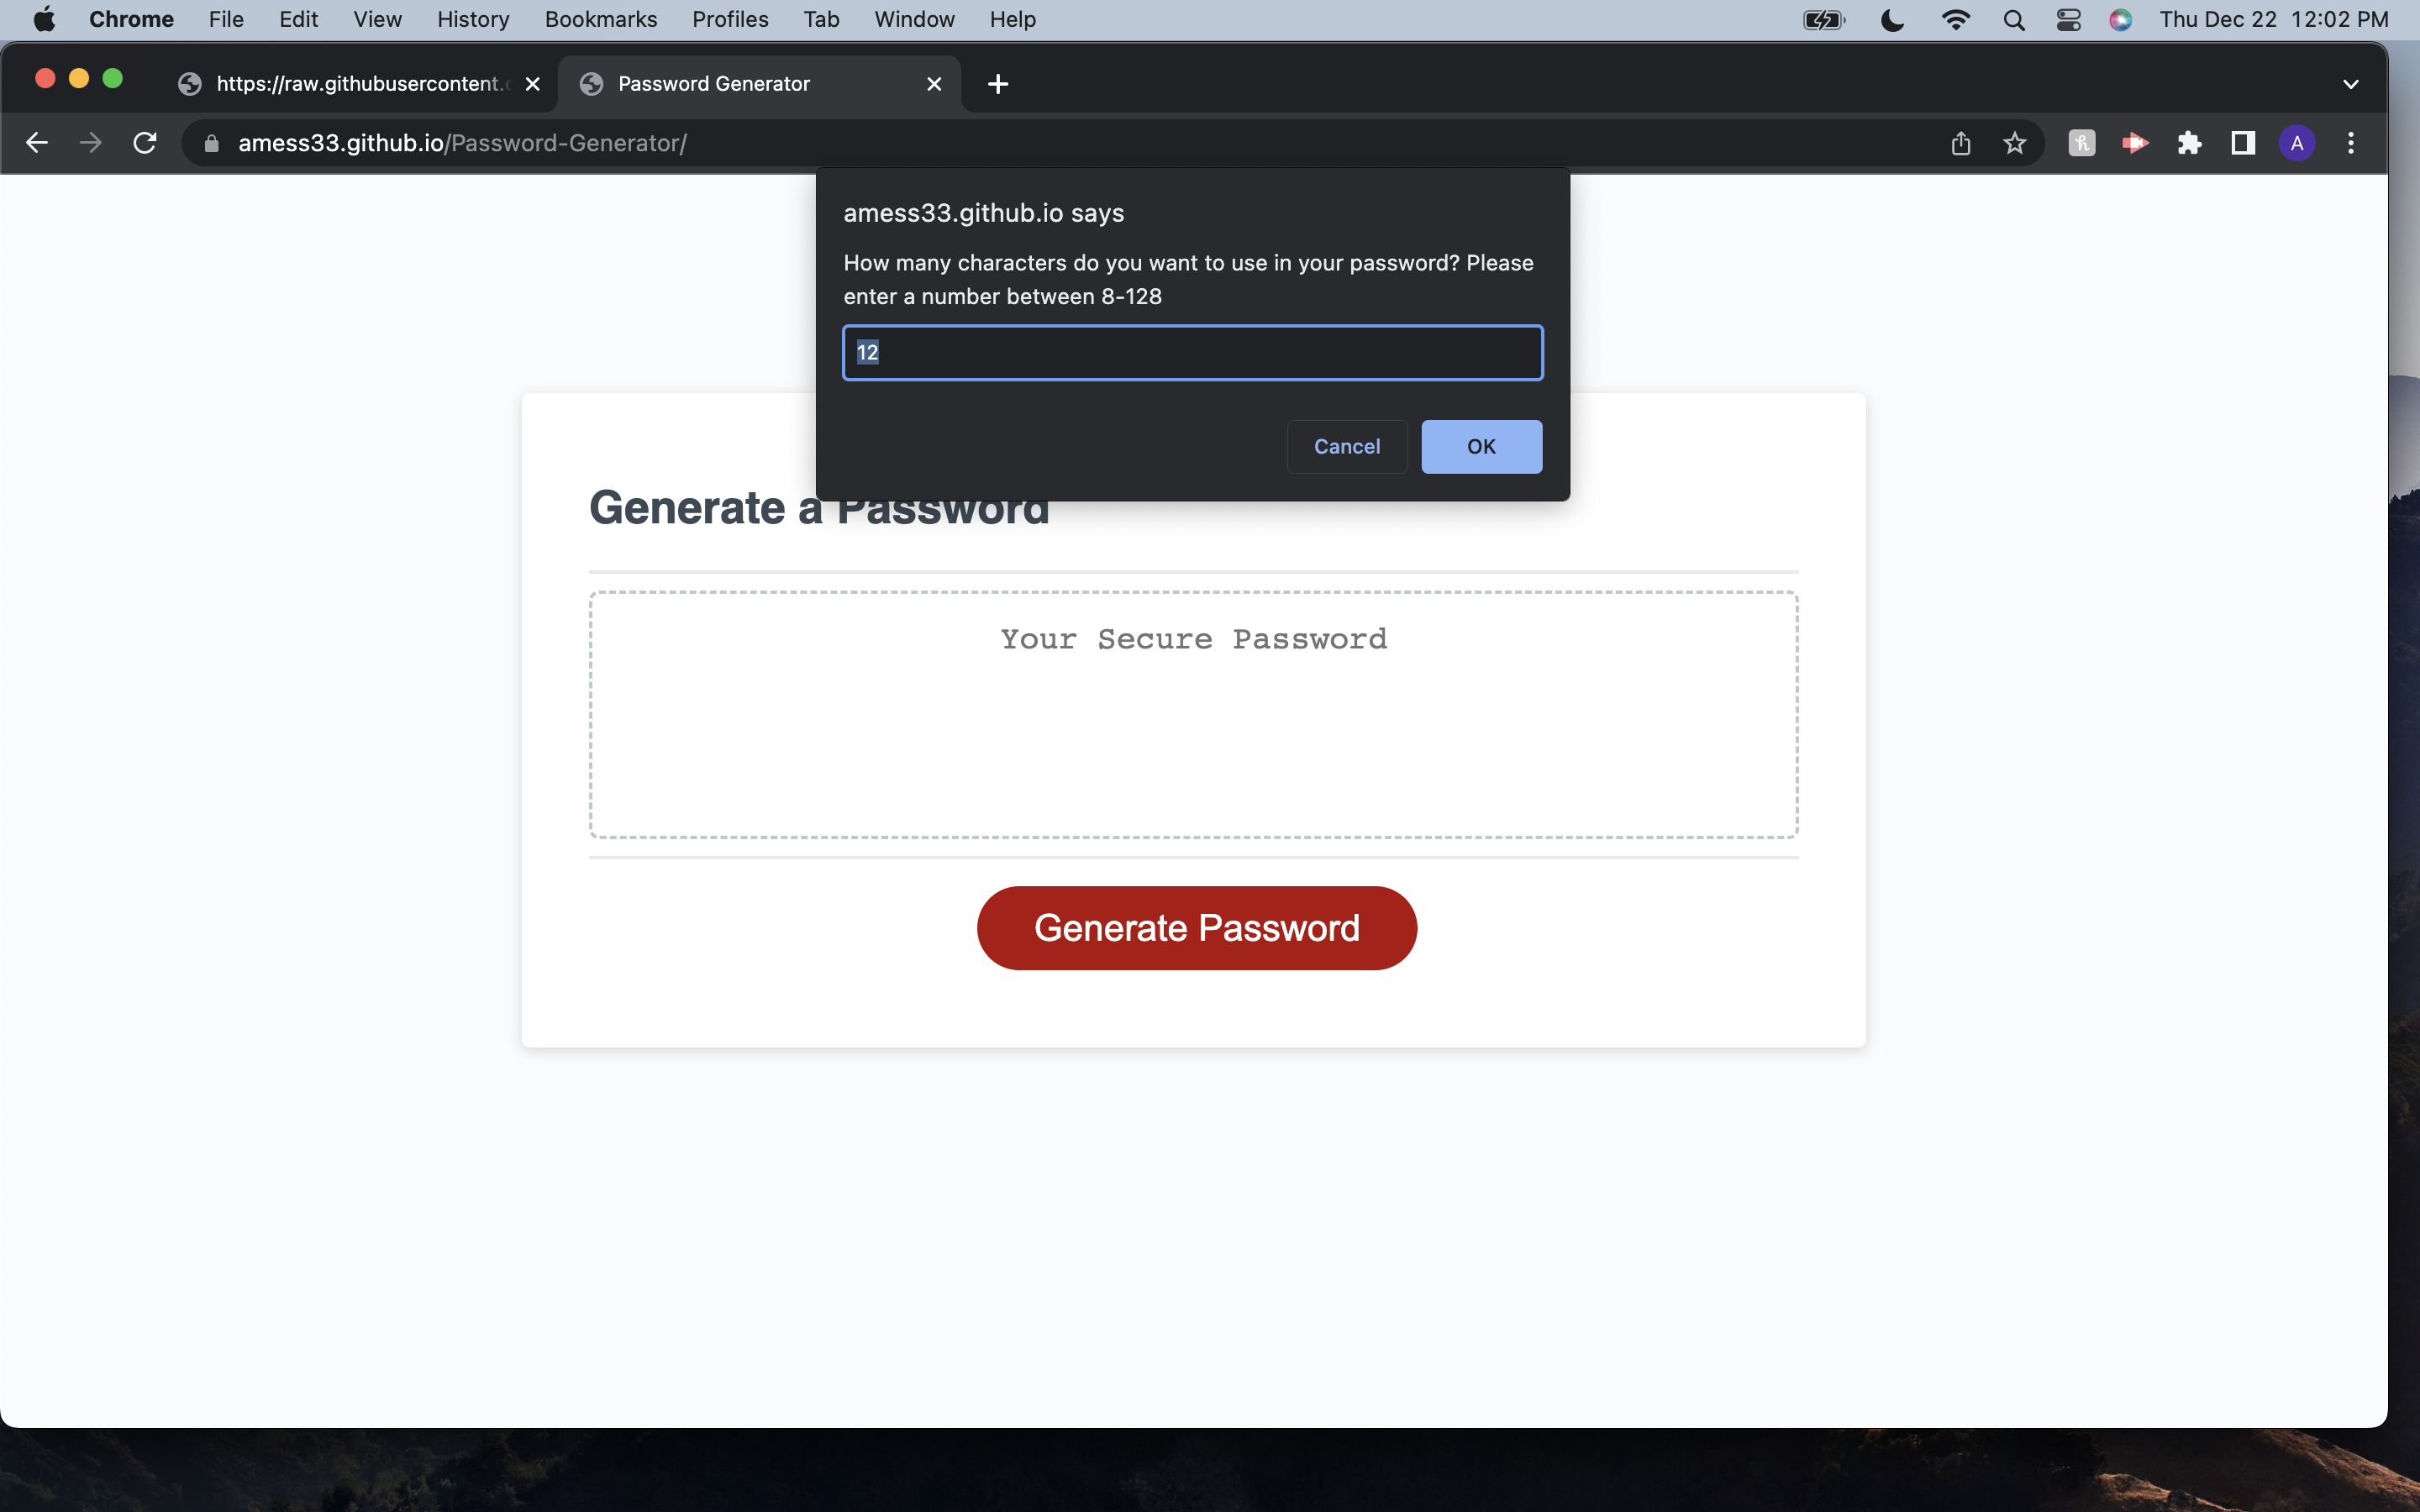 Chrome File Edit View History Bookmarks Profiles Tab Window Help Thu Dec 22 12:02 PM
https://raw.githubusercontent. Password Generator
amess33.github.io/Password-Generator/ A
amess33.github.io says
How many characters do you want to use in your password? Please
enter a number between 8-128
12
Cancel OK
Generate a Password
Your Secure Password
Generate Password